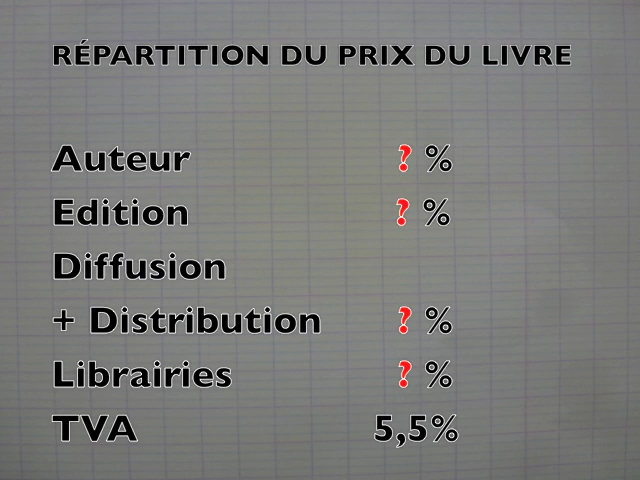 RÉPARTITION DU PRIX DU LIVRE
Auteur ? %
Edition ? %
Diffusion
+ Distribution ? %
Librairies ? %
TVA 5,5%